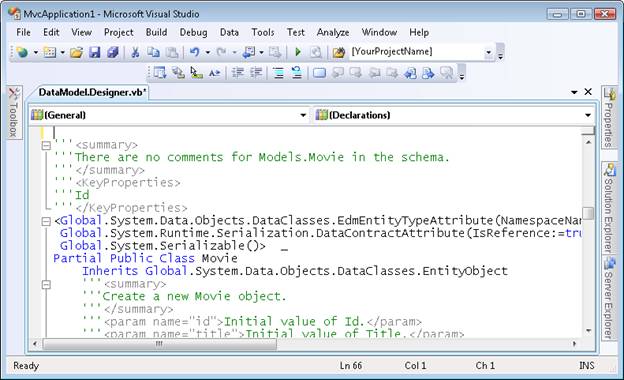 MvcApplication1 - Microsoft Visual Studio
File Edit View Project Build Debug Data Tools Test Analyze Window Help
[YourProjectName]
DataModel.Designer.vb*
Toolbox
(General) (Declarations)
'''<summary>
'''There are no comments for Models.Movie in the schema.
'''</summary>
'''<KeyProperties>
'''Id
'''</KeyProperties>
<Global.System.Data.Objects.DataClasses.EdmEntityTypeAttribute(NamespaceNam
Global.System.Runtime.Serialization.DataContractAttribute(IsReference:=tru
Global.System.Serializable()> _
Partial Public Class Movie
Inherits Global.System.Data.Objects.DataClasses.EntityObject
'''<summary>
'''Create a new Movie object.
'''</summary>
'''<param name="id">Initial value of Id.</param>
'''<param name="title">Initial value of Title.</param>
Properties
Solution Explorer
Server Explorer
Ready Ln 66 Col 1 Ch 1 INS